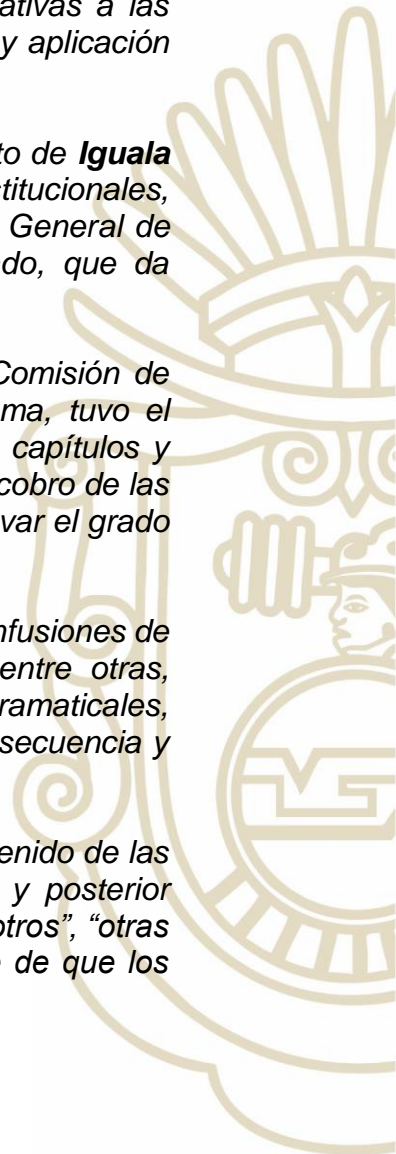 ativas a las
y aplicación
to de Iguala
stitucionales,
General de
do, que da
Comisión de
ma, tuvo el
capítulos y
cobro de las
var el grado
nfusiones de
entre otras,
ramaticales,
secuencia y
enido de las
y posterior
otros”, “otras
de que los